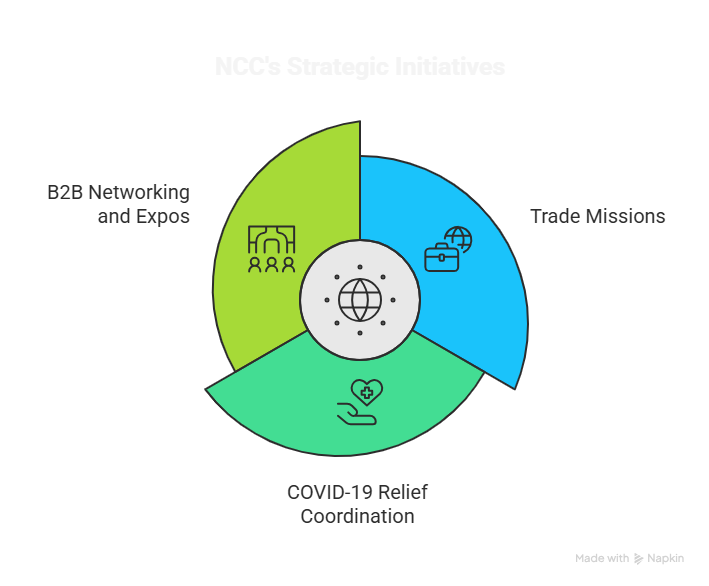 NCC's Strategic Initiatives
B2B Networking
and Expos
Trade Missions
COVID-19 Relief
Coordination
Made with Napkin